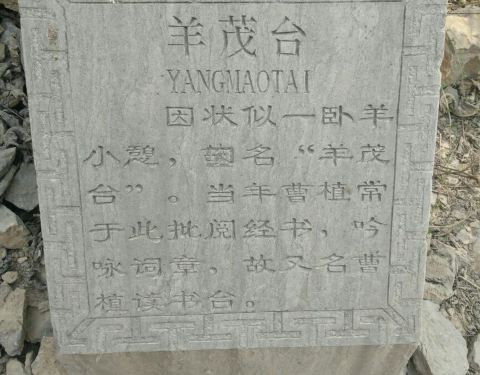 羊茂台
YANGMAOTAI
因状似一卧羊
小憩，故名“羊茂
台”。当年曹植常
于此批阅经书，吟
咏词章，故又名曹
植读书台。